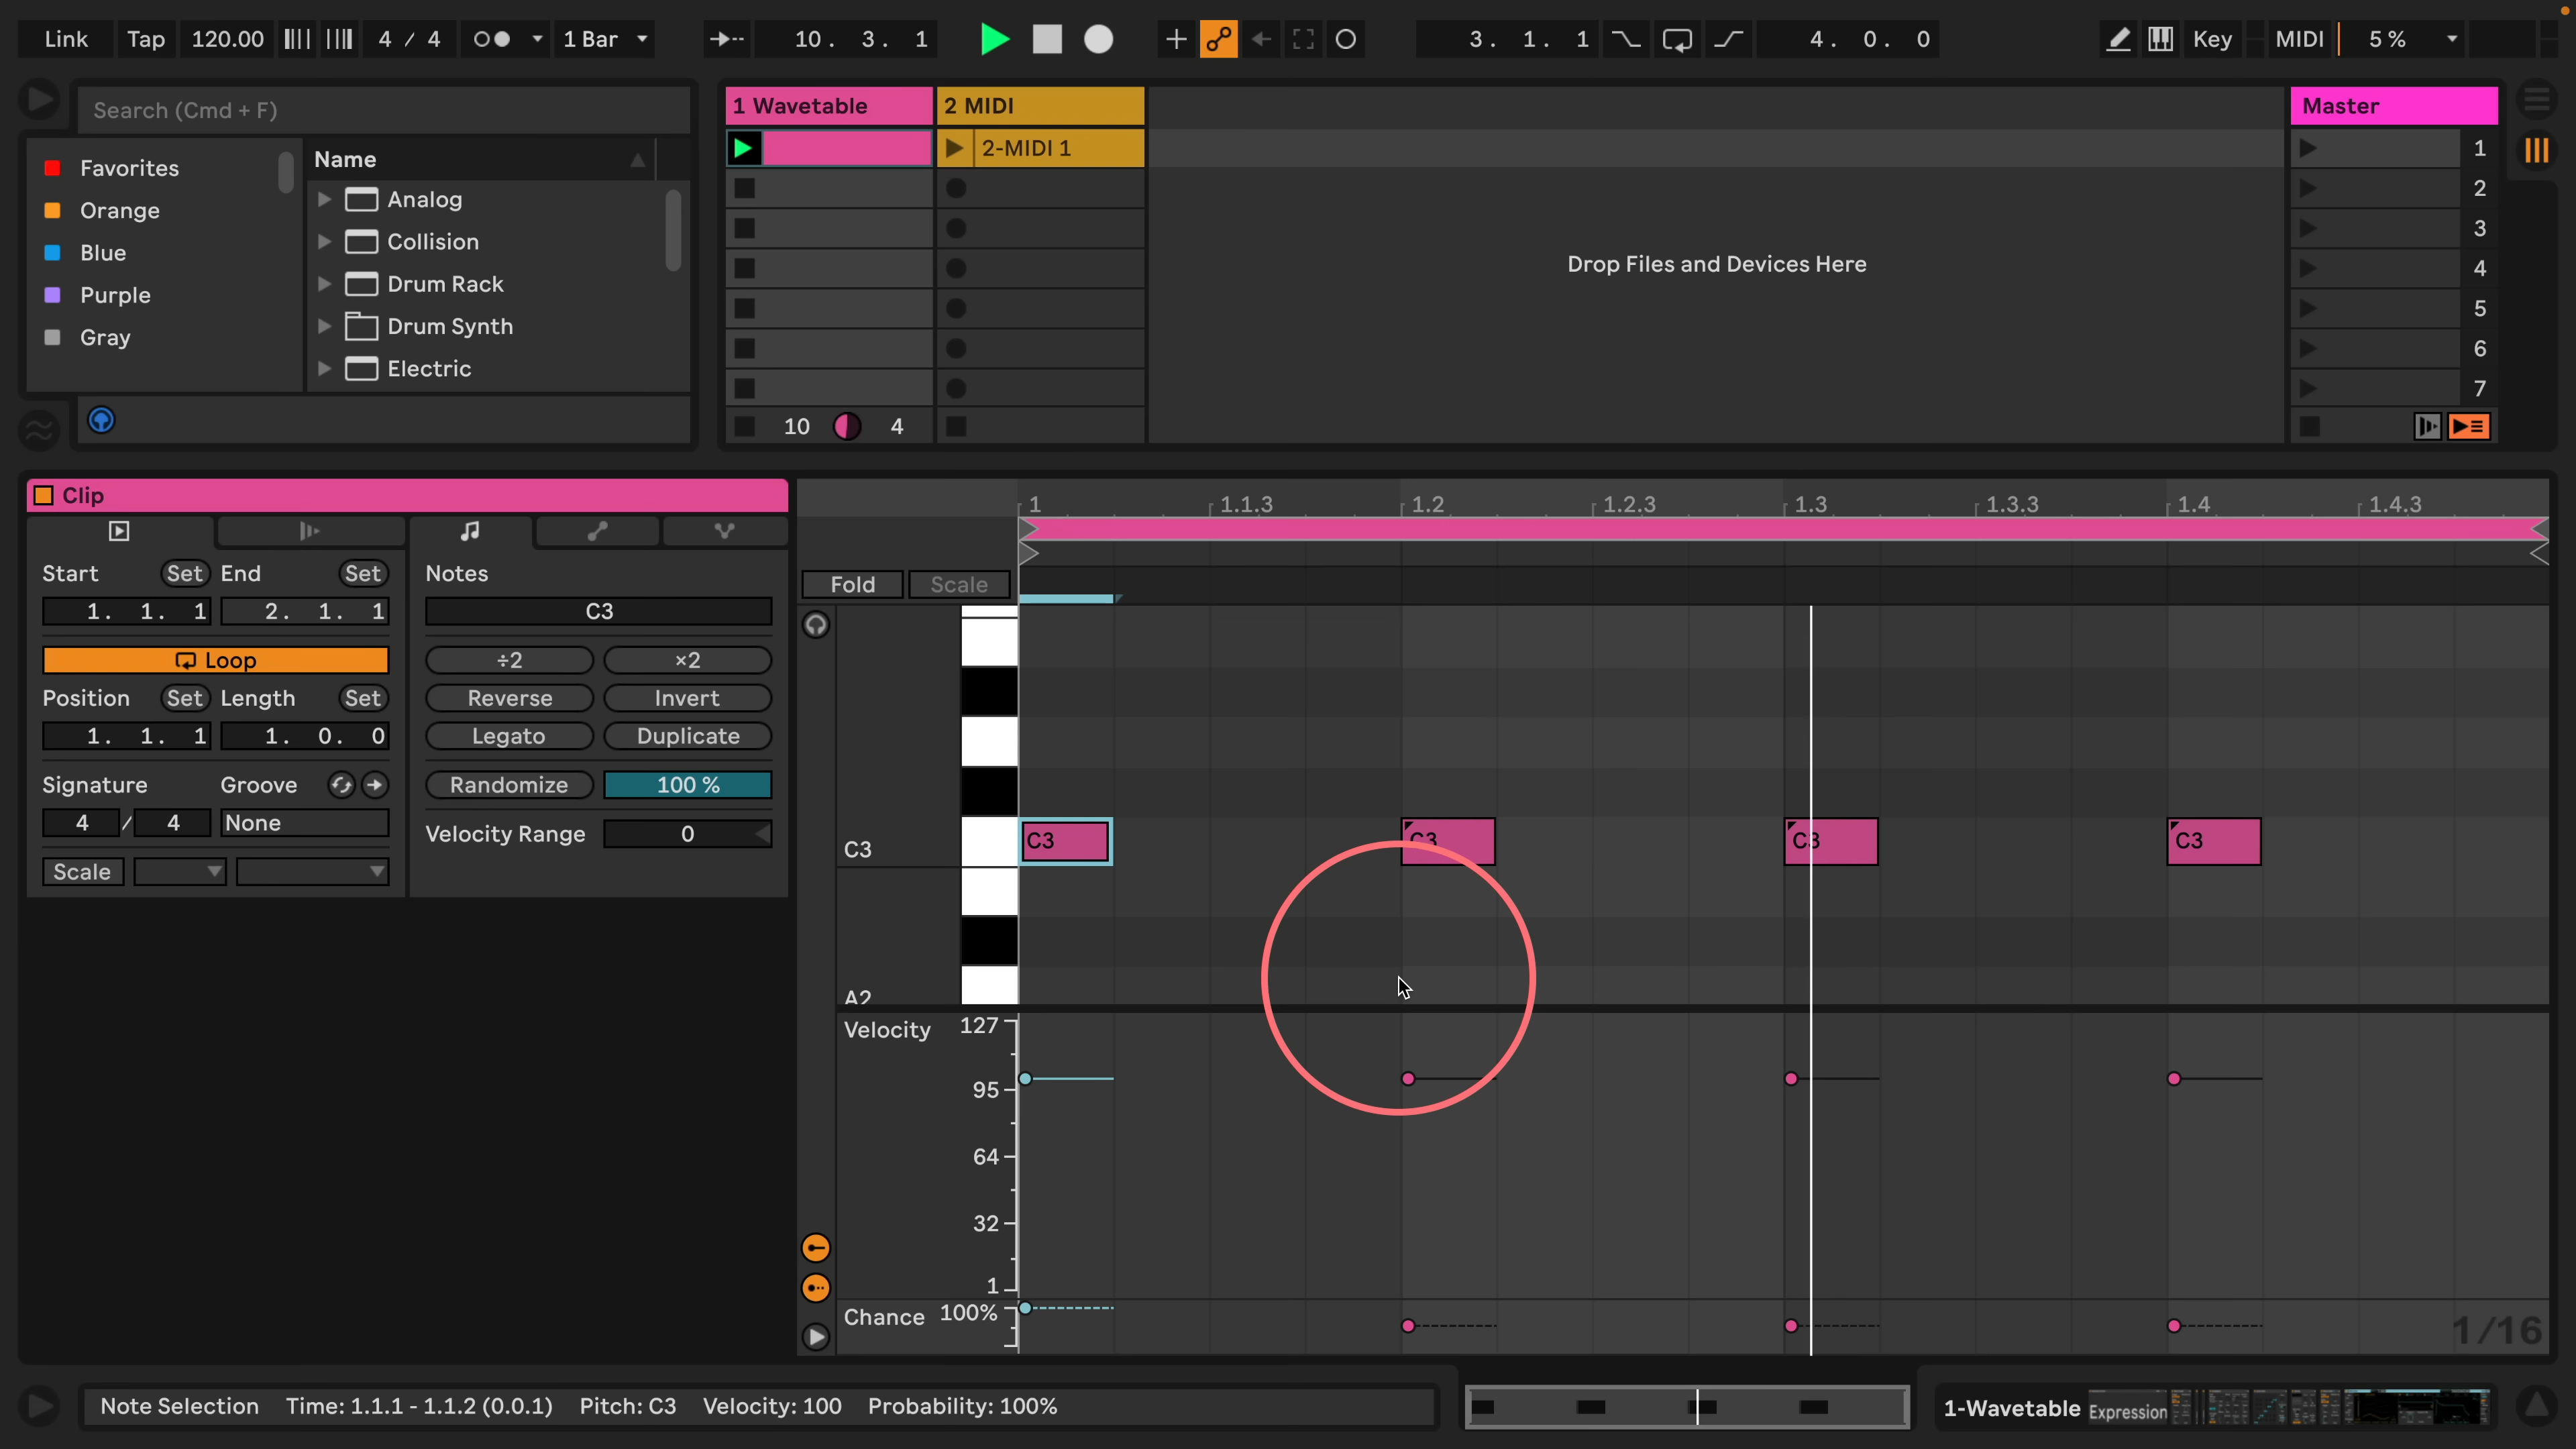 Link Tap 120.00 4 / 4 1 Bar 10. 3. 1 3. 1. 1 4. 0. 0 Key MIDI 5 %
Search (Cmd + F)
Favorites
Orange
Blue
Purple
Gray
Name
Analog
Collision
Drum Rack
Drum Synth
Electric
1 Wavetable 2 MIDI Master
2-MIDI 1 1
2
3
4
5
6
7
Drop Files and Devices Here
10 4
Clip
Start Set End Set
1. 1. 1 2. 1. 1
Loop
Position Set Length Set
1. 1. 1 1. 0. 0
Signature Groove
4 / 4 None
Scale
Notes
C3
÷2 ×2
Reverse Invert
Legato Duplicate
Randomize 100 %
Velocity Range 0
1 1.1.3 1.2 1.2.3 1.3 1.3.3 1.4 1.4.3
Fold Scale
C3 C3 C3 C3 C3
A2
Velocity 127
95
64
32
1
Chance 100%
1/16
Note Selection Time: 1.1.1 - 1.1.2 (0.0.1) Pitch: C3 Velocity: 100 Probability: 100%
1-Wavetable Expression